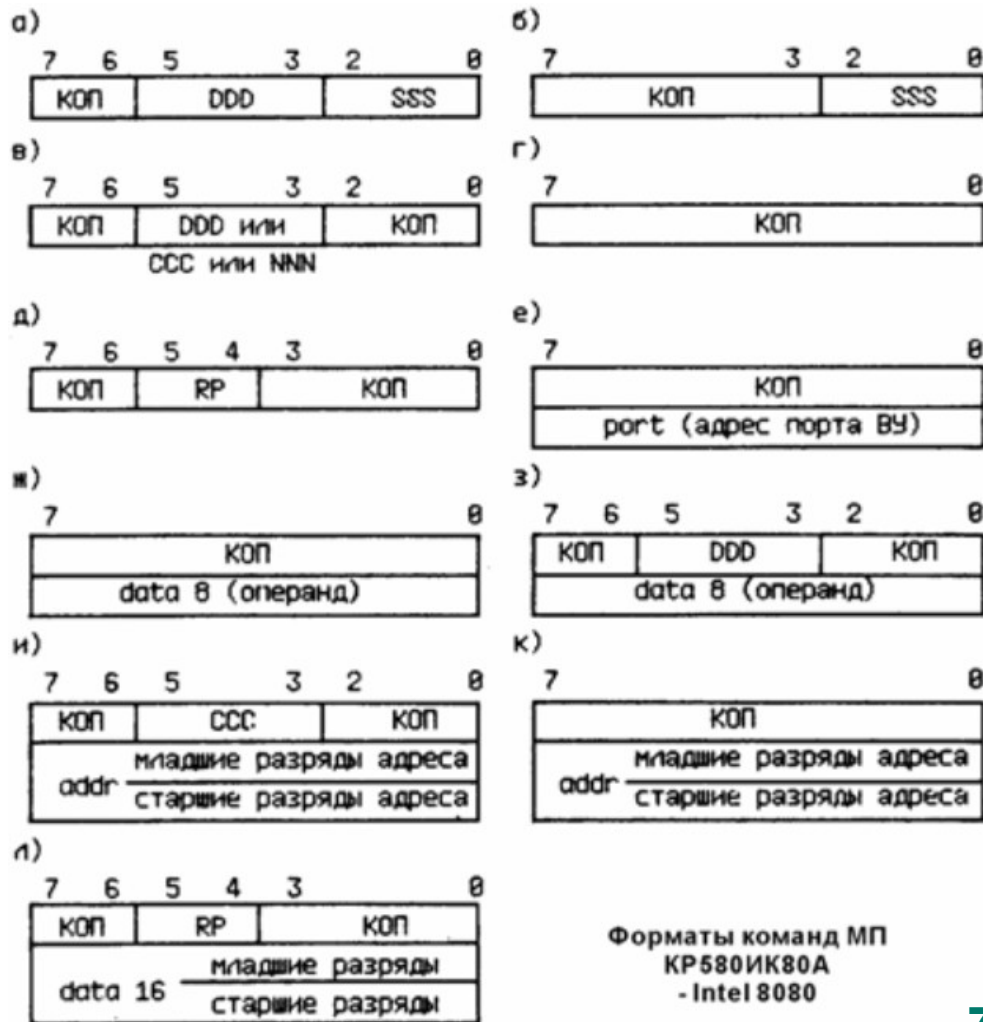 а)
7 6 5 3 2 0
КОП DDD SSS
б)
7 3 2 0
КОП SSS
в)
7 6 5 3 2 0
КОП DDD или КОП
CCC или NNN
г)
7 0
КОП
д)
7 6 5 4 3 0
КОП RP КОП
е)
7 0
КОП
port (адрес порта ВУ)
ж)
7 0
КОП
data 8 (операнд)
з)
7 6 5 3 2 0
КОП DDD КОП
data 8 (операнд)
и)
7 6 5 3 2 0
КОП CCC КОП
младшие разряды адреса
addr
старшие разряды адреса
к)
7 0
КОП
младшие разряды адреса
addr
старшие разряды адреса
л)
7 6 5 4 3 0
КОП RP КОП
младшие разряды
data 16
старшие разряды
Форматы команд МП
КР580ИК80А
- Intel 8080